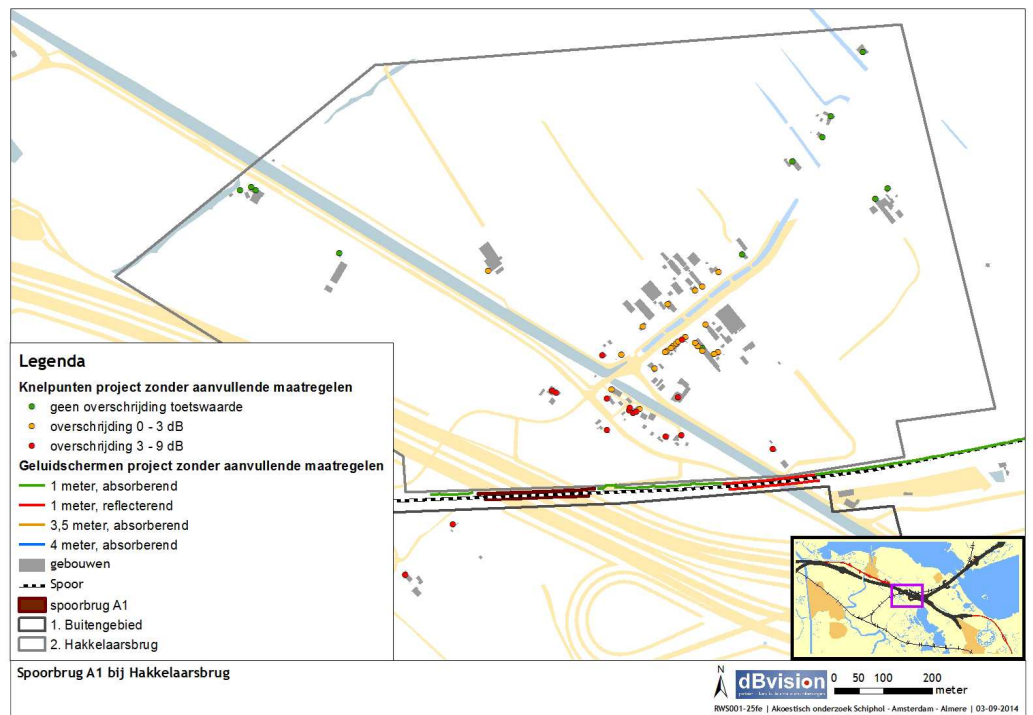 Legenda
Knelpunten project zonder aanvullende maatregelen
geen overschrijding toetswaarde
overschrijding 0 - 3 dB
overschrijding 3 - 9 dB
Geluidschermen project zonder aanvullende maatregelen
1 meter, absorberend
1 meter, reflecterend
3,5 meter, absorberend
4 meter, absorberend
gebouwen
Spoor
spoorbrug A1
1. Buitengebied
2. Hakkelaarsbrug
Spoorbrug A1 bij Hakkelaarsbrug
N
dBvision
0 50 100 200
meter
RWS001-25fe | Akoestisch onderzoek Schiphol - Amsterdam - Almere | 03-09-2014